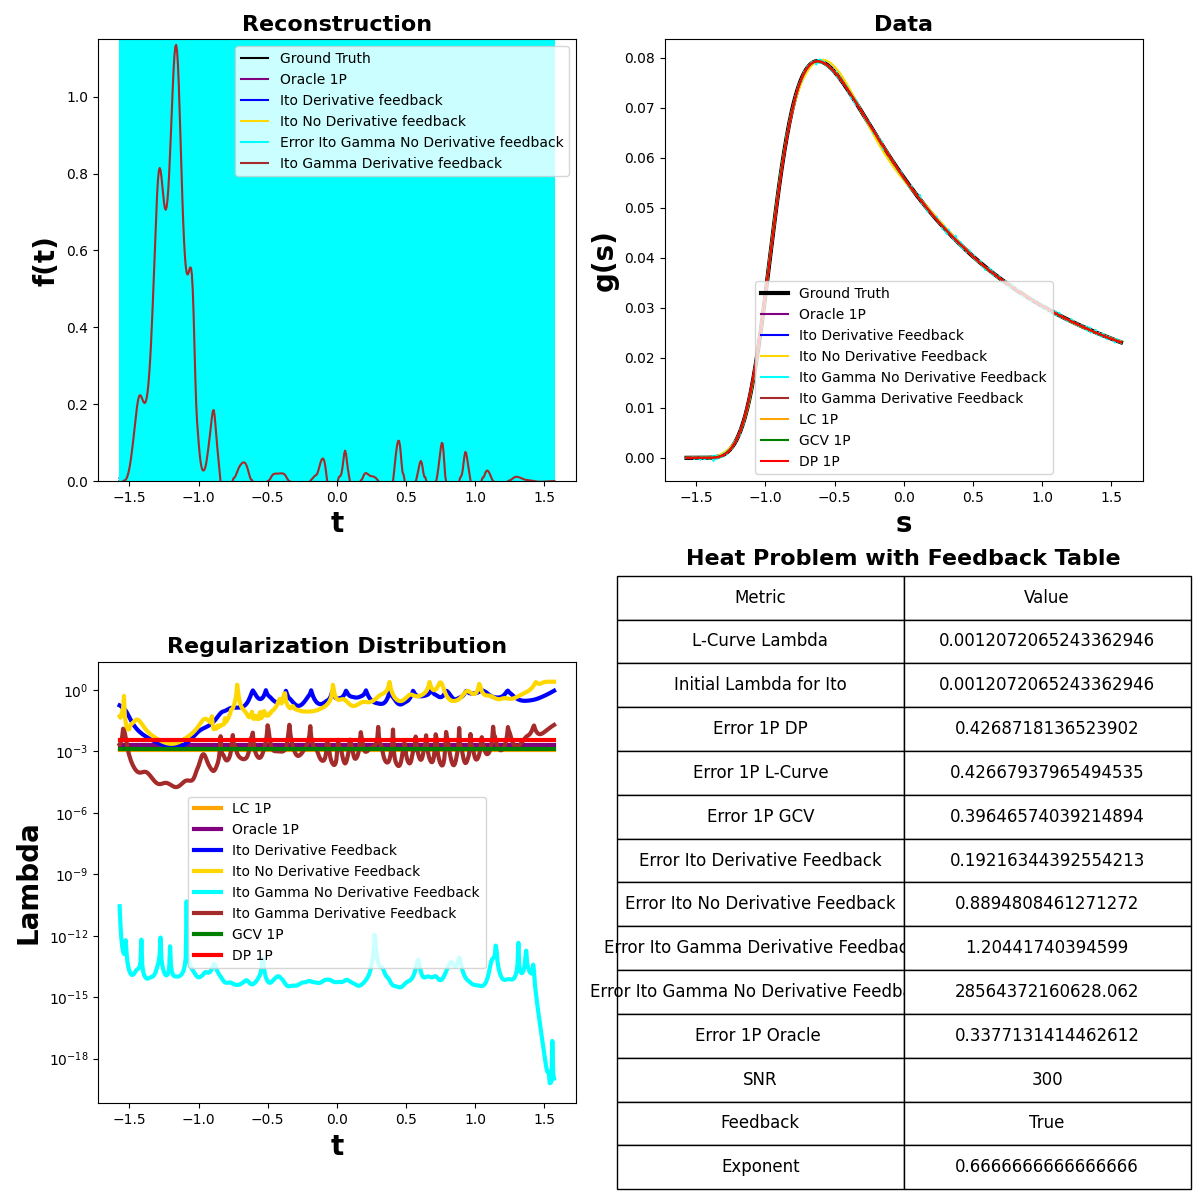 Reconstruction
f(t)
1.0
0.8
0.6
0.4
0.2
0.0
Ground Truth
Oracle 1P
Ito Derivative feedback
Ito No Derivative feedback
Error Ito Gamma No Derivative feedback
Ito Gamma Derivative feedback
−1.5 −1.0 −0.5 0.0 0.5 1.0 1.5
t
Data
g(s)
0.08
0.07
0.06
0.05
0.04
0.03
0.02
0.01
0.00
Ground Truth
Oracle 1P
Ito Derivative Feedback
Ito No Derivative Feedback
Ito Gamma No Derivative Feedback
Ito Gamma Derivative Feedback
LC 1P
GCV 1P
DP 1P
−1.5 −1.0 −0.5 0.0 0.5 1.0 1.5
s
Regularization Distribution
Lambda
10⁰
10⁻³
10⁻⁶
10⁻⁹
10⁻¹²
10⁻¹⁵
10⁻¹⁸
LC 1P
Oracle 1P
Ito Derivative Feedback
Ito No Derivative Feedback
Ito Gamma No Derivative Feedback
Ito Gamma Derivative Feedback
GCV 1P
DP 1P
−1.5 −1.0 −0.5 0.0 0.5 1.0 1.5
t
Heat Problem with Feedback Table
Metric Value
L-Curve Lambda 0.0012072065243362946
Initial Lambda for Ito 0.0012072065243362946
Error 1P DP 0.4268718136523902
Error 1P L-Curve 0.42667937965494535
Error 1P GCV 0.39646574039214894
Error Ito Derivative Feedback 0.19216344392554213
Error Ito No Derivative Feedback 0.8894808461271272
Error Ito Gamma Derivative Feedbac 1.20441740394599
Error Ito Gamma No Derivative Feedb 28564372160628.062
Error 1P Oracle 0.3377131414462612
SNR 300
Feedback True
Exponent 0.6666666666666666